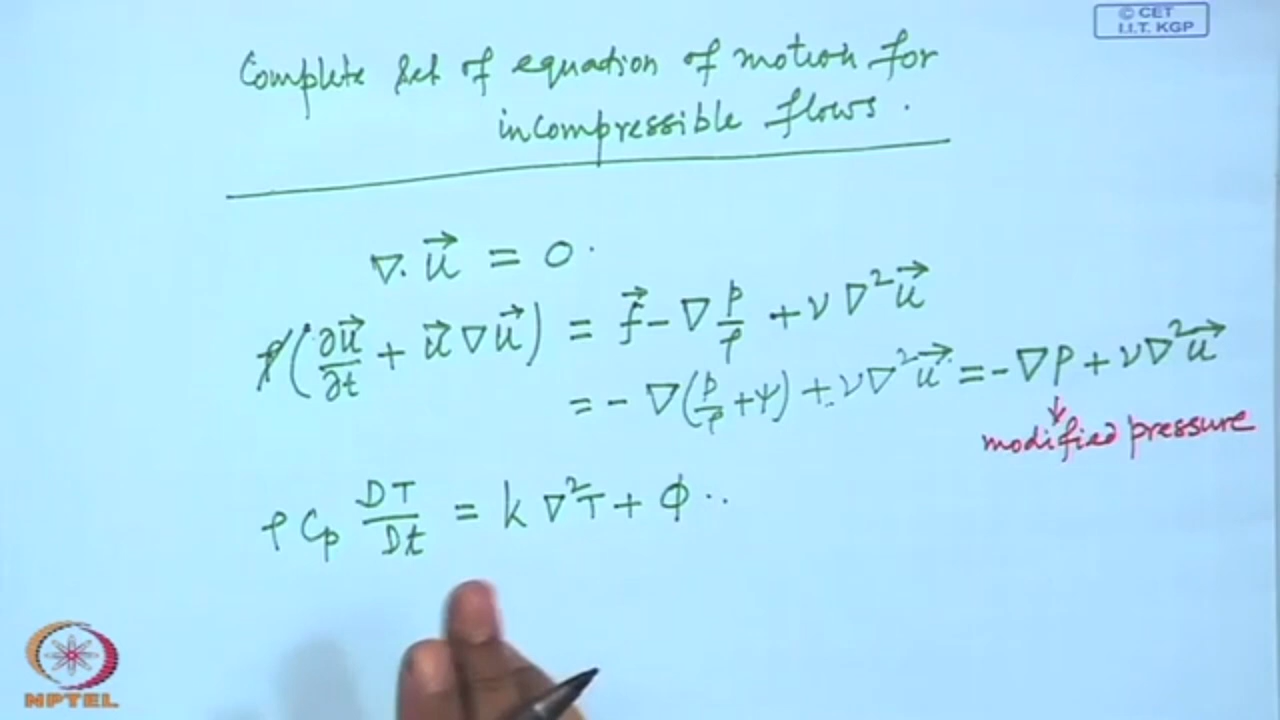 © CET
I.I.T. KGP
Complete set of equation of motion for
incompressible flows.
∇. u⃗ = 0.
ρ(∂u⃗/∂t + u⃗∇u⃗) = f⃗ - ∇ p/ρ + ν∇²u⃗
= - ∇(p/ρ + ψ) + ν∇²u⃗ = -∇P + ν∇²u⃗
modified pressure
ρ Cp DT/Dt = k ∇²T + φ..
NPTEL